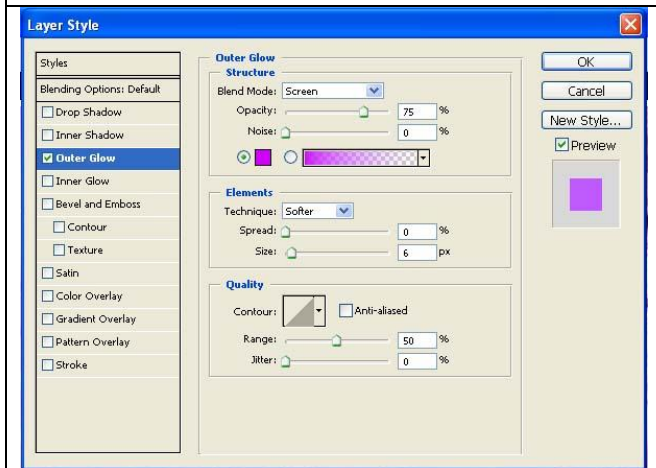 Layer Style
Styles
Blending Options: Default
Drop Shadow
Inner Shadow
Outer Glow
Inner Glow
Bevel and Emboss
Contour
Texture
Satin
Color Overlay
Gradient Overlay
Pattern Overlay
Stroke
Outer Glow
Structure
Blend Mode: Screen
Opacity: 75 %
Noise: 0 %
Elements
Technique: Softer
Spread: 0 %
Size: 6 px
Quality
Contour: Anti-aliased
Range: 50 %
Jitter: 0 %
OK
Cancel
New Style...
Preview